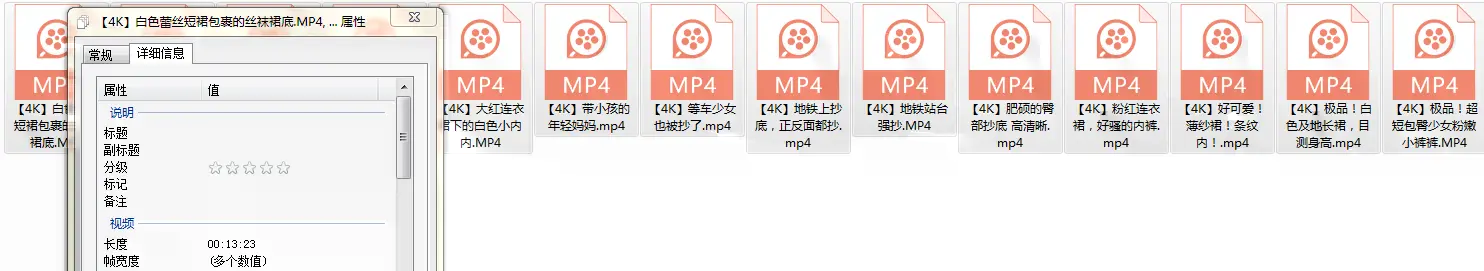 【4K】白色蕾丝短裙包裹的丝袜裙底.MP4, ... 属性
常规
详细信息
属性
值
说明
标题
副标题
分级
标记
备注
视频
长度
00:13:23
帧宽度
(多个数值)
MP4
短裙包裹的
裙底.MP4
MP4
【4K】大红连衣
裙下的白色小内
内.MP4
MP4
【4K】带小孩的
年轻妈妈.mp4
MP4
【4K】等车少女
也被抄了.mp4
MP4
【4K】地铁上抄
底，正反面都抄.
mp4
MP4
【4K】地铁站台
强抄.MP4
MP4
【4K】肥硕的臀
部抄底 高清晰.
mp4
MP4
【4K】粉红连衣
裙，好骚的内裤.
mp4
MP4
【4K】好可爱！
薄纱裙！条纹
内！.mp4
MP4
【4K】极品！白
色及地长裙，目
测身高.mp4
MP4
【4K】极品！超
短包臀少女粉嫩
小裤裤.MP4